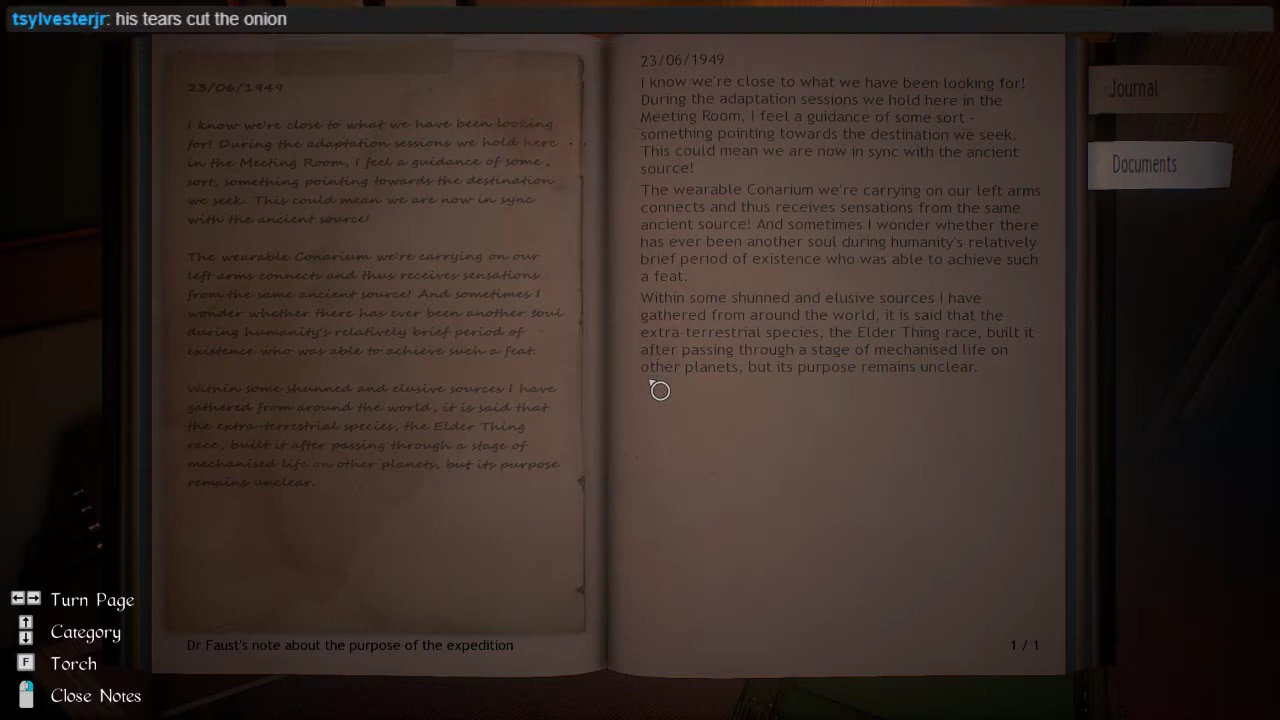 tsylvesterjr: his tears cut the onion
23/06/1949
I know we're close to what we have been looking
for! During the adaptation sessions we hold here
in the Meeting Room, I feel a guidance of some
sort, something pointing towards the destination
we seek. This could mean we are now in sync
with the ancient source!
The wearable Conarium we're carrying on our
left arms connects and thus receives sensations
from the same ancient source! And sometimes I
wonder whether there has ever been another soul
during humanity's relatively brief period of
existence who was able to achieve such a feat.
Within some shunned and elusive sources I have
gathered from around the world, it is said that
the extra-terrestrial species, the Elder Thing
race, built it after passing through a stage of
mechanised life on other planets, but its purpose
remains unclear.
Dr Faust's note about the purpose of the expedition
23/06/1949
I know we're close to what we have been looking for!
During the adaptation sessions we hold here in the
Meeting Room, I feel a guidance of some sort -
something pointing towards the destination we seek.
This could mean we are now in sync with the ancient
source!
The wearable Conarium we're carrying on our left arms
connects and thus receives sensations from the same
ancient source! And sometimes I wonder whether there
has ever been another soul during humanity's relatively
brief period of existence who was able to achieve such
a feat.
Within some shunned and elusive sources I have
gathered from around the world, it is said that the
extra-terrestrial species, the Elder Thing race, built it
after passing through a stage of mechanised life on
other planets, but its purpose remains unclear.
1 / 1
Journal
Documents
Turn Page
Category
F Torch
Close Notes